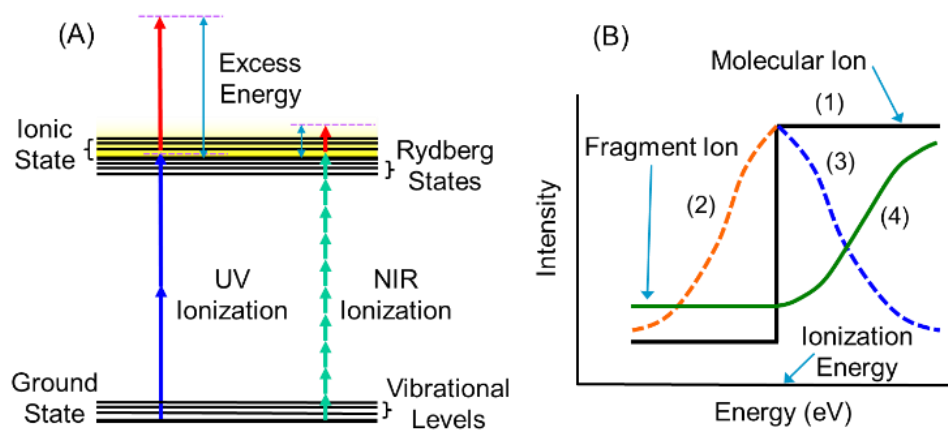 (A)
Excess
Energy
Ionic
State
Rydberg
States
UV
Ionization
NIR
Ionization
Ground
State
Vibrational
Levels
(B)
Molecular Ion
(1)
Fragment Ion
(2)
(3)
(4)
Intensity
Ionization
Energy
Energy (eV)